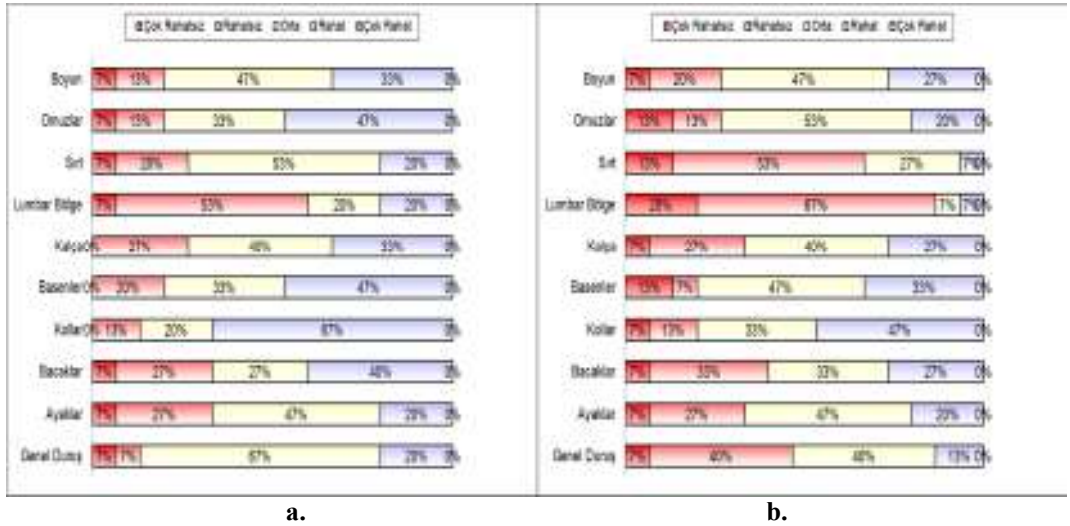 Çok Rahatsız Rahatsız Orta Rahat Çok Rahat
Boyun 7% 13% 47% 33% 0%
Omuzlar 7% 13% 33% 47% 0%
Sırt 7% 20% 53% 20% 0%
Lumbar Bölge 7% 53% 20% 20% 0%
Kalça 0% 27% 40% 33% 0%
Basenler 0% 20% 33% 47% 0%
Kollar 0% 13% 20% 67% 0%
Bacaklar 7% 27% 27% 40% 0%
Ayaklar 7% 27% 47% 20% 0%
Genel Duruş 7% 7% 67% 20% 0%
a.
Çok Rahatsız Rahatsız Orta Rahat Çok Rahat
Boyun 7% 20% 47% 27% 0%
Omuzlar 13% 13% 53% 20% 0%
Sırt 13% 53% 27% 7% 0%
Lumbar Bölge 20% 67% 7% 7% 0%
Kalça 7% 27% 40% 27% 0%
Basenler 13% 7% 47% 33% 0%
Kollar 7% 13% 33% 47% 0%
Bacaklar 7% 33% 33% 27% 0%
Ayaklar 7% 27% 47% 20% 0%
Genel Duruş 7% 40% 40% 13% 0%
b.